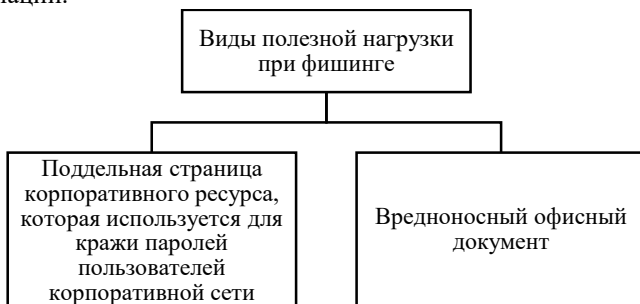 Виды полезной нагрузки
при фишинге
Поддельная страница
корпоративного ресурса,
которая используется для
кражи паролей
пользователей
корпоративной сети
Вредноносный офисный
документ